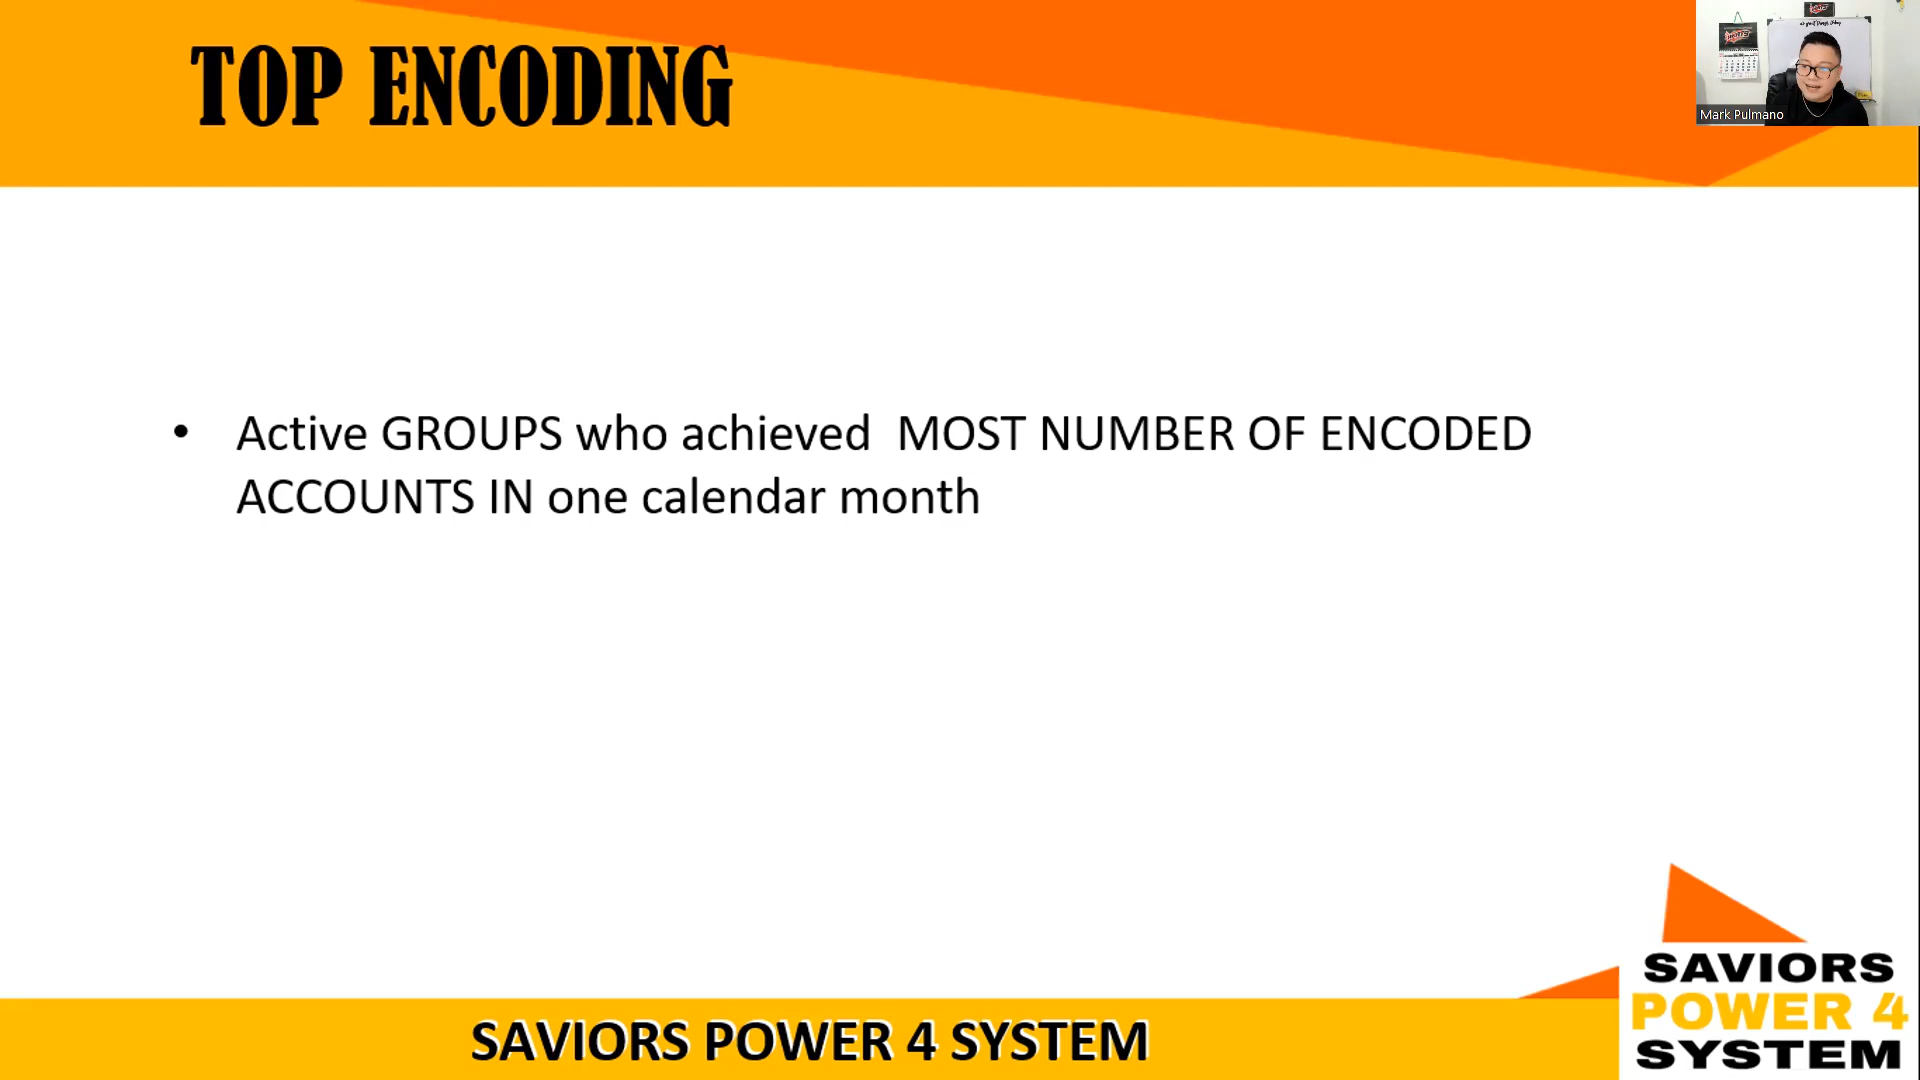 TOP ENCODING
Mark Pulmano
• Active GROUPS who achieved  MOST NUMBER OF ENCODED
ACCOUNTS IN one calendar month
SAVIORS POWER 4 SYSTEM
SAVIORS
POWER 4
SYSTEM